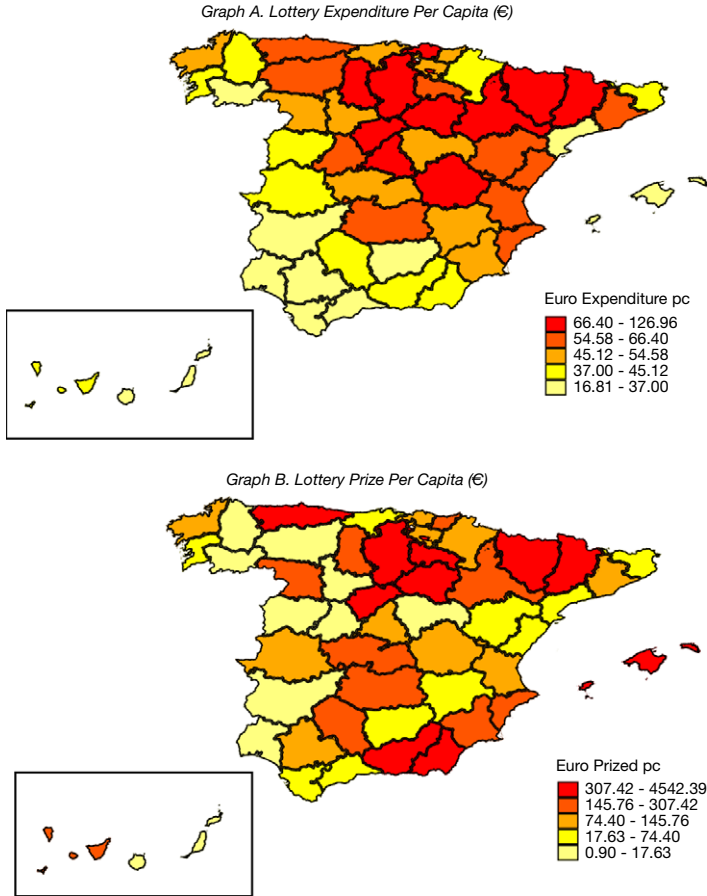 Graph A. Lottery Expenditure Per Capita (€)
Euro Expenditure pc
66.40 - 126.96
54.58 - 66.40
45.12 - 54.58
37.00 - 45.12
16.81 - 37.00
Graph B. Lottery Prize Per Capita (€)
Euro Prized pc
307.42 - 4542.39
145.76 - 307.42
74.40 - 145.76
17.63 - 74.40
0.90 - 17.63